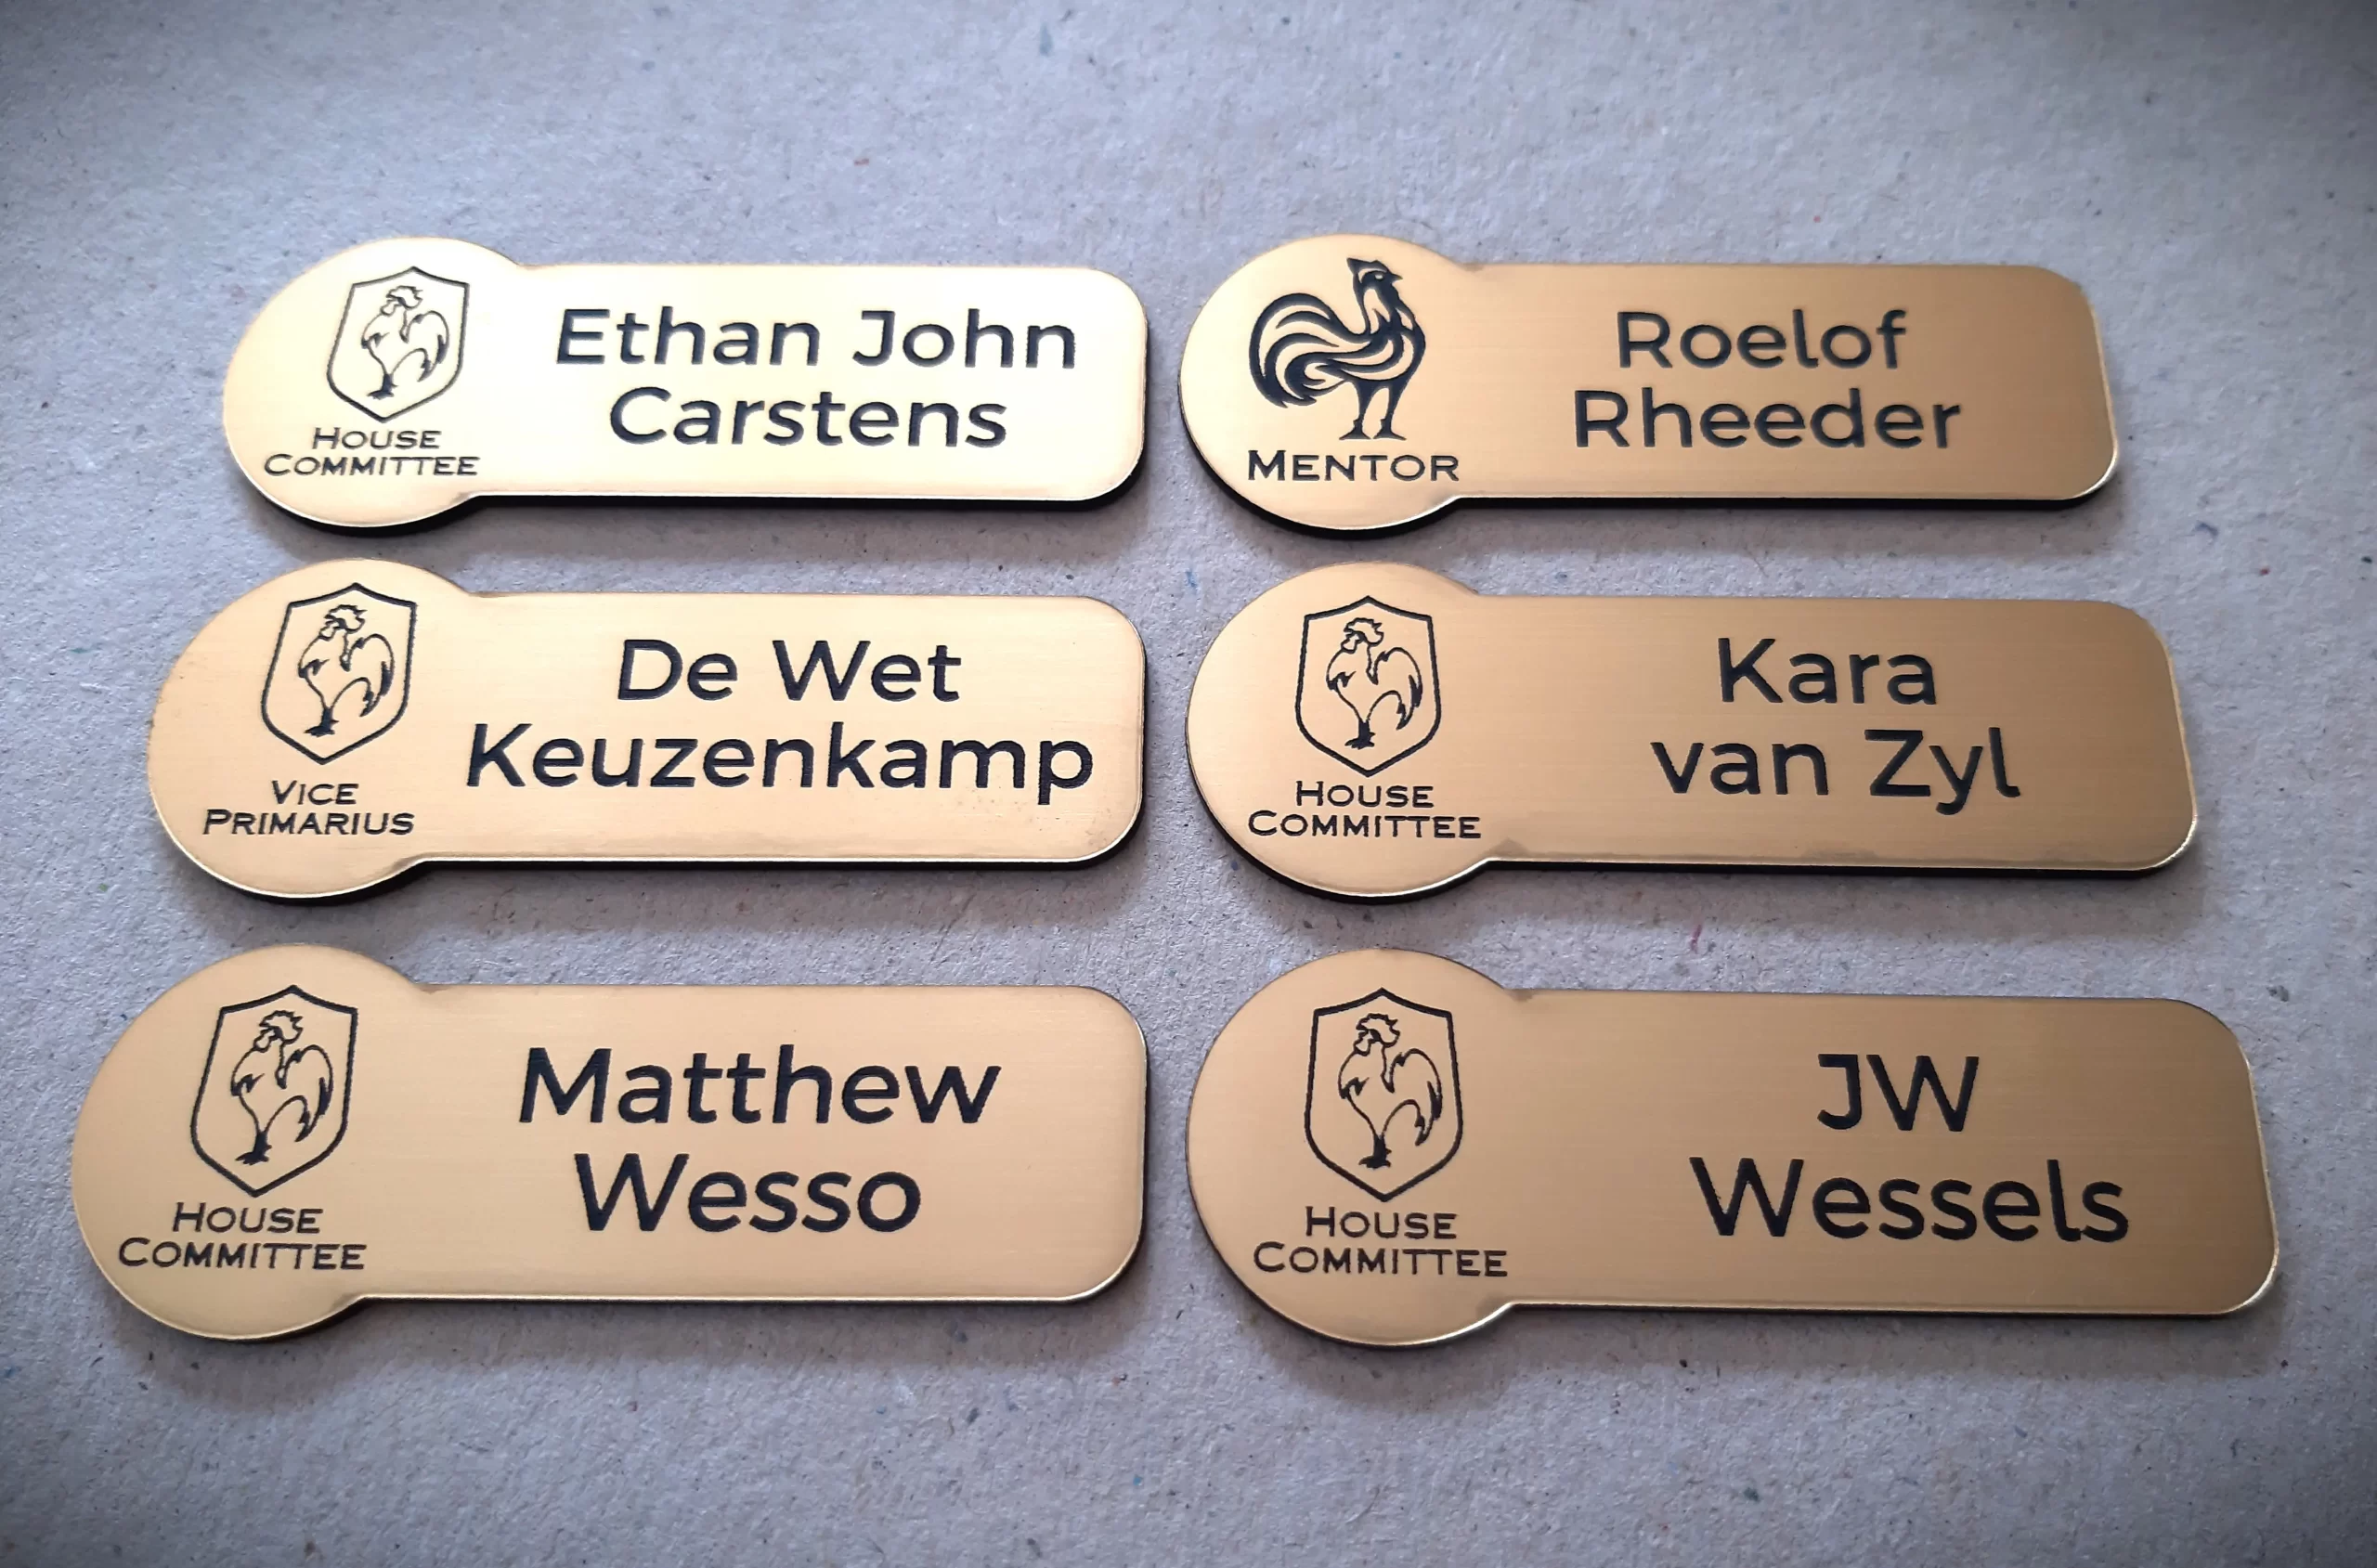 Ethan John
Carstens
HOUSE
COMMITTEE
Roelof
Rheeder
MENTOR
De Wet
Keuzenkamp
VICE
PRIMARIUS
Kara
van Zyl
HOUSE
COMMITTEE
Matthew
Wesso
HOUSE
COMMITTEE
JW
Wessels
HOUSE
COMMITTEE